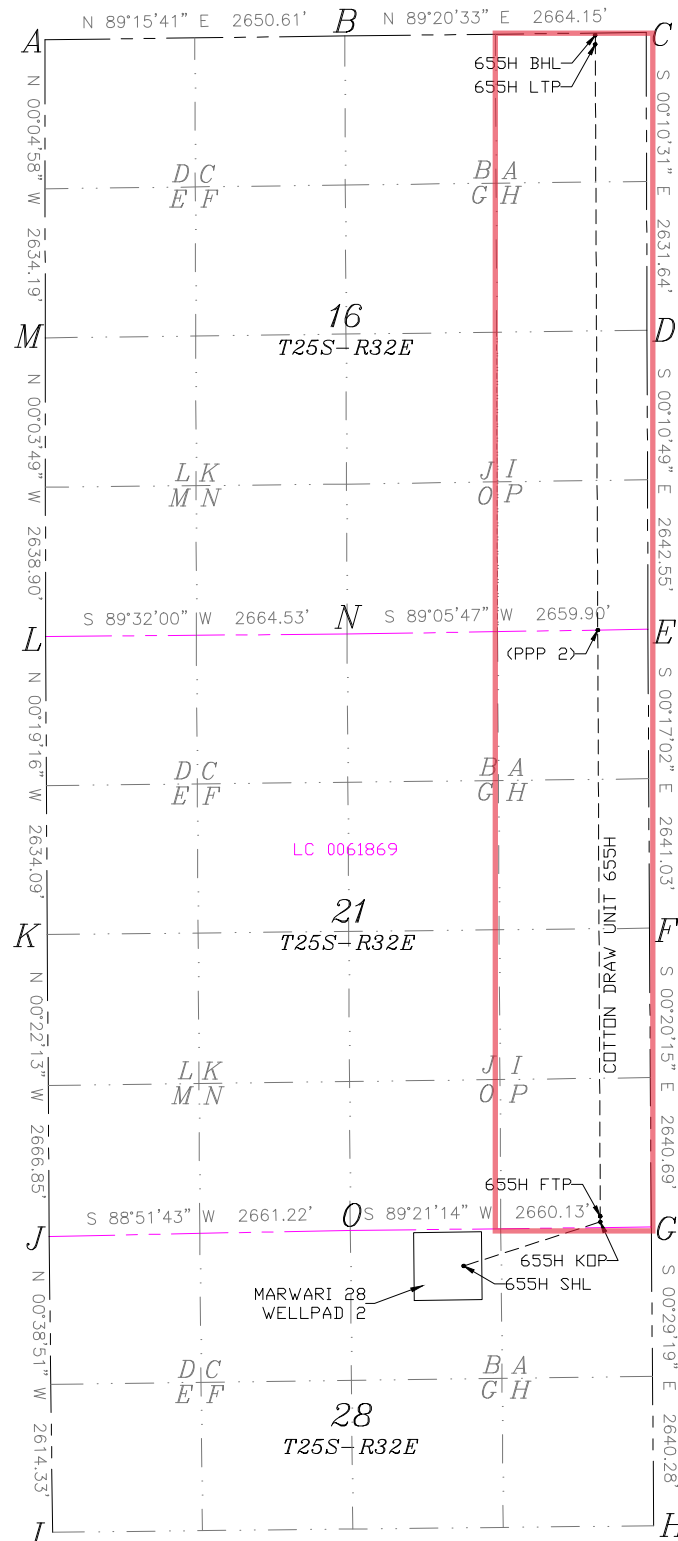 N 89°15'41" E 2650.61'
B
N 89°20'33" E 2664.15'
A
C
655H BHL
655H LTP
N 00°04'58" W 2634.19'
S 00°10'31" E 2631.64'
D C
E F
B A
G H
16
T25S-R32E
M
D
N 00°03'49" W 2638.90'
S 00°10'49" E 2642.55'
L K
M N
J I
O P
S 89°32'00" W 2664.53'
N
S 89°05'47" W 2659.90'
L
E
(PPP 2)
N 00°19'16" W 2634.09'
S 00°17'02" E 2641.03'
D C
E F
B A
G H
LC 0061869
COTTON DRAW UNIT 655H
21
T25S-R32E
K
F
N 00°22'13" W 2666.85'
S 00°20'15" E 2640.69'
L K
M N
J I
O P
655H FTP
S 88°51'43" W 2661.22'
O
S 89°21'14" W 2660.13'
J
G
655H KOP
655H SHL
MARWARI 28
WELLPAD 2
N 00°38'51" W 2614.33'
S 00°29'19" E 2640.28'
D C
E F
B A
G H
28
T25S-R32E
I
H